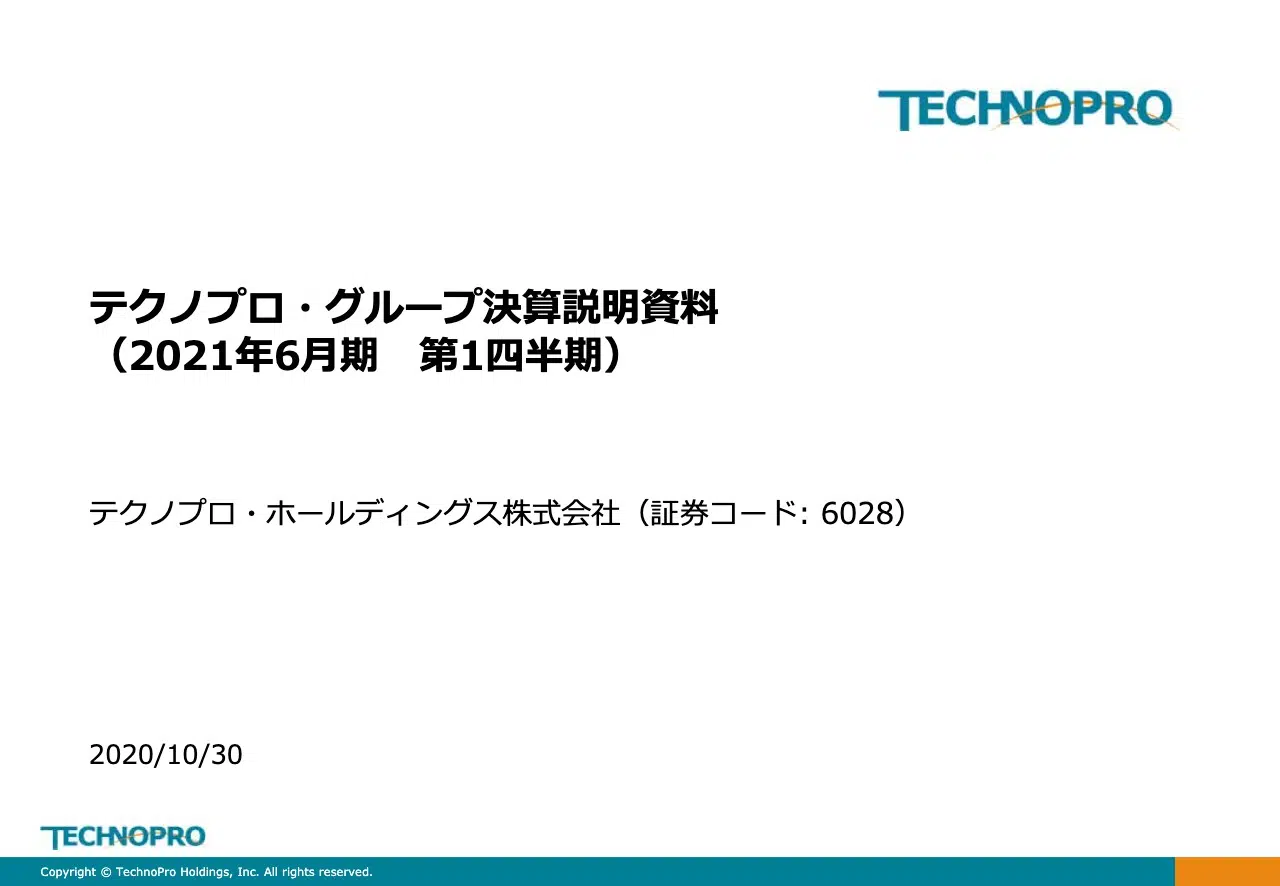 TECHNOPRO
テクノプロ・グループ決算説明資料
（2021年6月期　第1四半期）
テクノプロ・ホールディングス株式会社（証券コード: 6028）
2020/10/30
TECHNOPRO
Copyright © TechnoPro Holdings, Inc. All rights reserved.